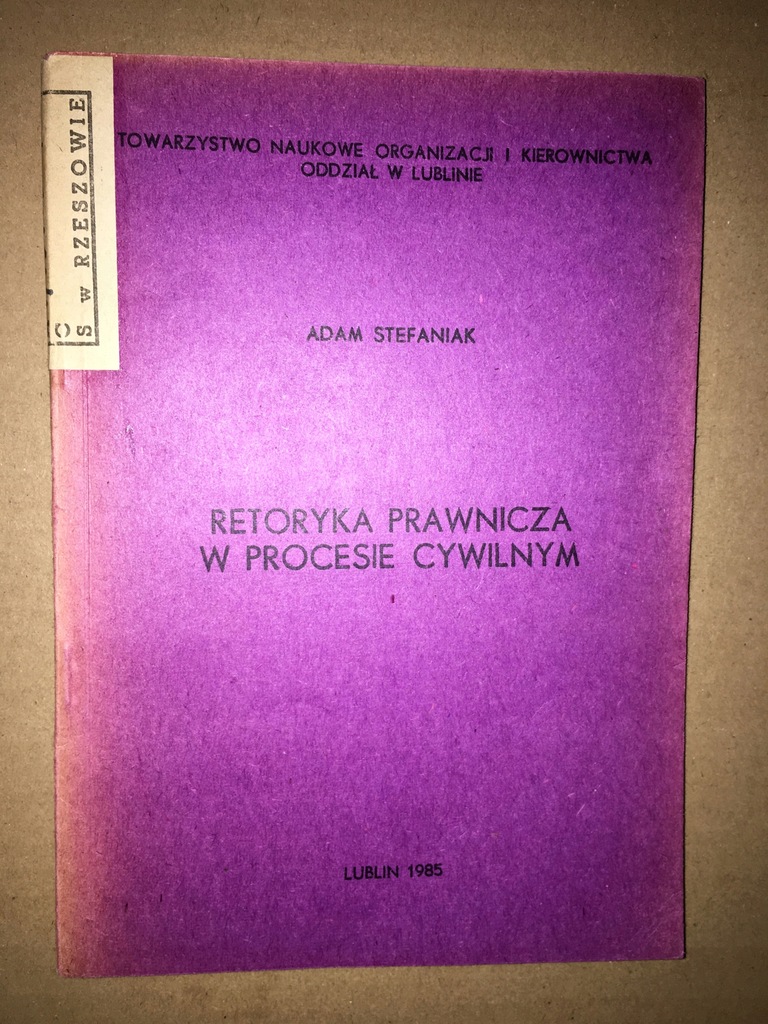 TOWARZYSTWO NAUKOWE ORGANIZACJI I KIEROWNICTWA
ODDZIAŁ W LUBLINIE
S W RZESZOWIE
ADAM STEFANIAK
RETORYKA PRAWNICZA
W PROCESIE CYWILNYM
LUBLIN 1985